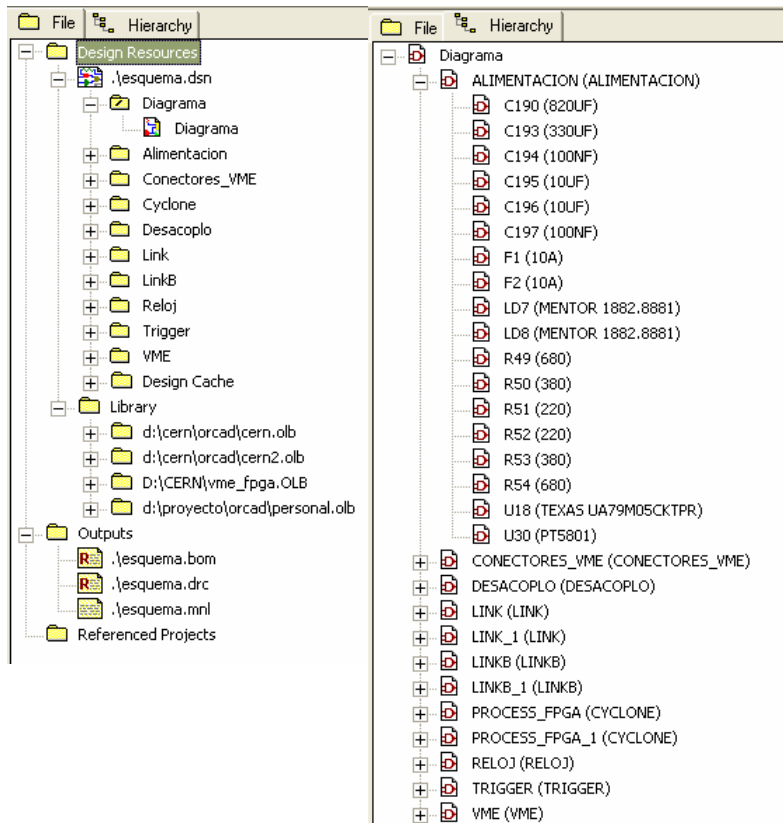 File
Hierarchy
Design Resources
.\esquema.dsn
Diagrama
Diagrama
Alimentacion
Conectores_VME
Cyclone
Desacoplo
Link
LinkB
Reloj
Trigger
VME
Design Cache
Library
d:\cern\orcad\cern.olb
d:\cern\orcad\cern2.olb
D:\CERN\vme_fpga.OLB
d:\proyecto\orcad\personal.olb
Outputs
.\esquema.bom
.\esquema.drc
.\esquema.mnl
Referenced Projects
File
Hierarchy
Diagrama
ALIMENTACION (ALIMENTACION)
C190 (820UF)
C193 (330UF)
C194 (100NF)
C195 (10UF)
C196 (10UF)
C197 (100NF)
F1 (10A)
F2 (10A)
LD7 (MENTOR 1882.8881)
LD8 (MENTOR 1882.8881)
R49 (680)
R50 (380)
R51 (220)
R52 (220)
R53 (380)
R54 (680)
U18 (TEXAS UA79M05CKTPR)
U30 (PT5801)
CONECTORES_VME (CONECTORES_VME)
DESACOPLO (DESACOPLO)
LINK (LINK)
LINK_1 (LINK)
LINKB (LINKB)
LINKB_1 (LINKB)
PROCESS_FPGA (CYCLONE)
PROCESS_FPGA_1 (CYCLONE)
RELOJ (RELOJ)
TRIGGER (TRIGGER)
VME (VME)